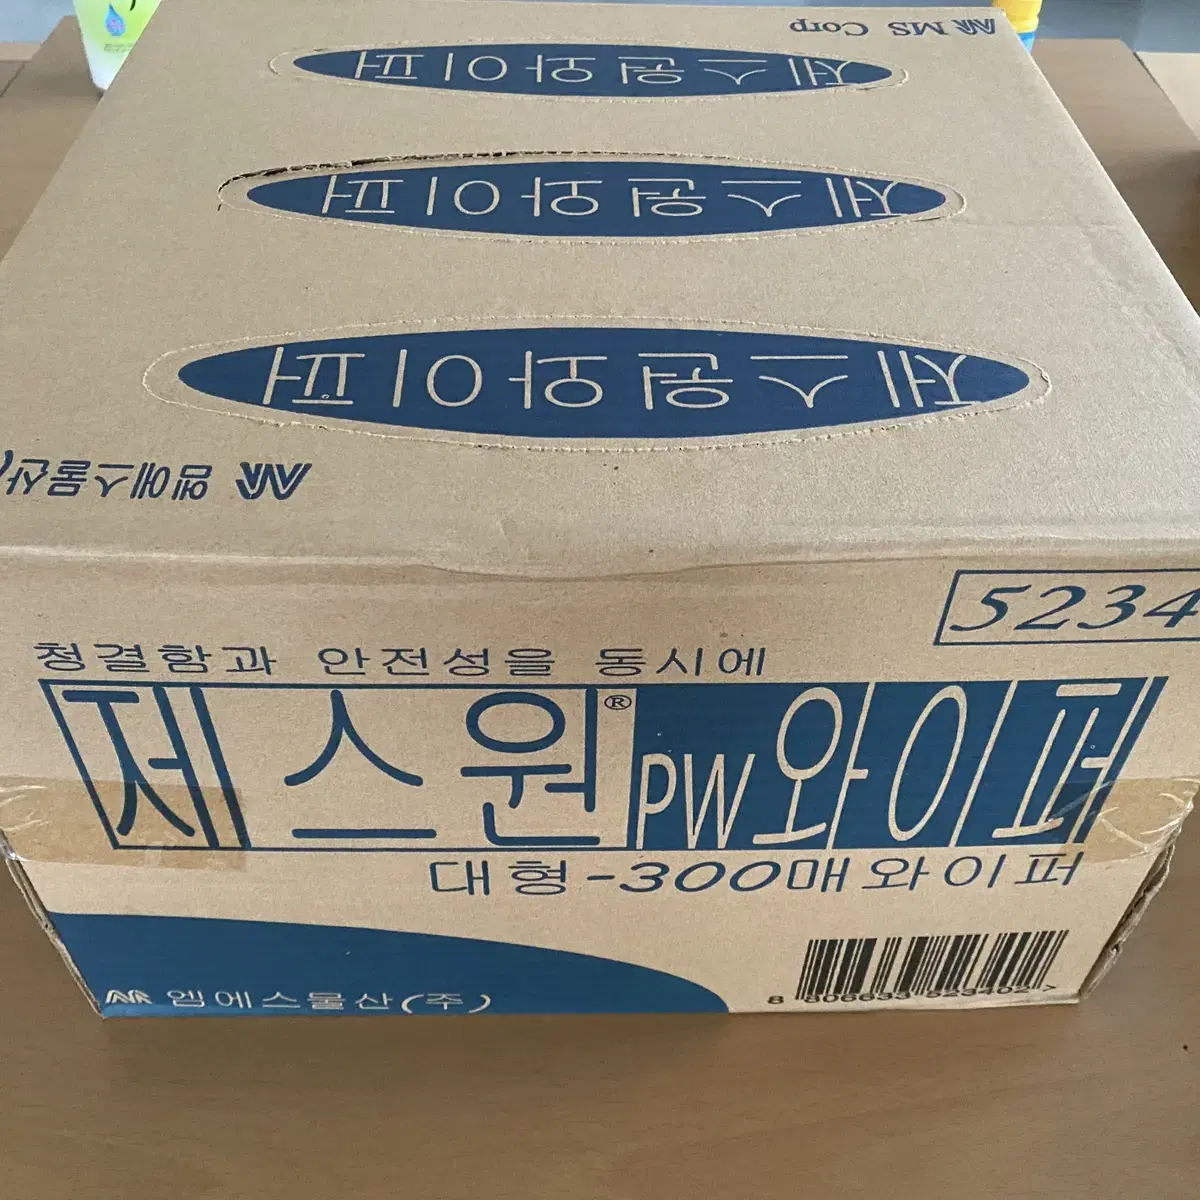 MS Corp
제스원와이퍼
제스원와이퍼
제스원와이퍼
엠에스물산(
5234
청결함과 안전성을 동시에
제스원® PW와이퍼
대형-300매와이퍼
엠에스물산(주)
8 806633 523402 >